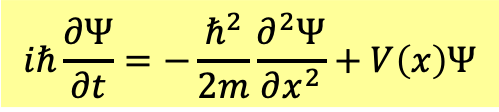 iℏ ∂Ψ/∂t = − ℏ²/2m ∂²Ψ/∂x² + V(x)Ψ